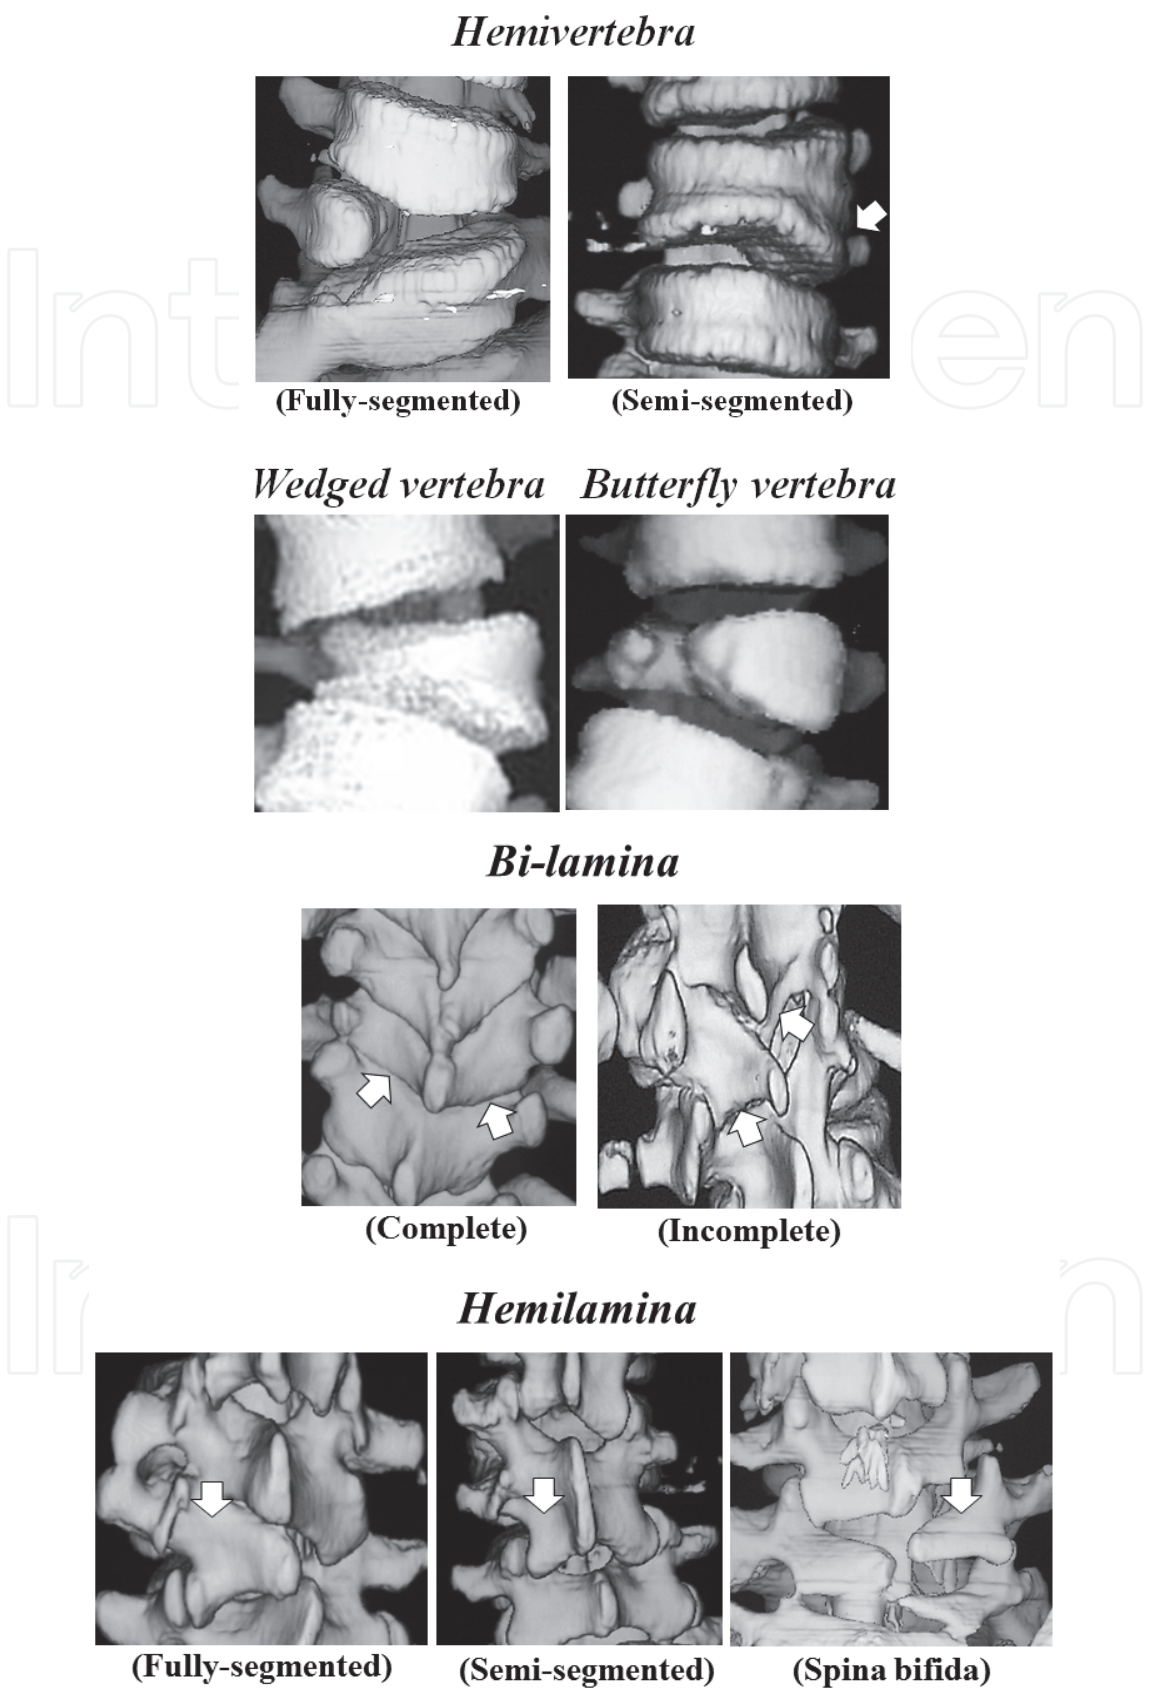 Hemivertebra
(Fully-segmented) (Semi-segmented)
Wedged vertebra Butterfly vertebra
Bi-lamina
(Complete) (Incomplete)
Hemilamina
(Fully-segmented) (Semi-segmented) (Spina bifida)